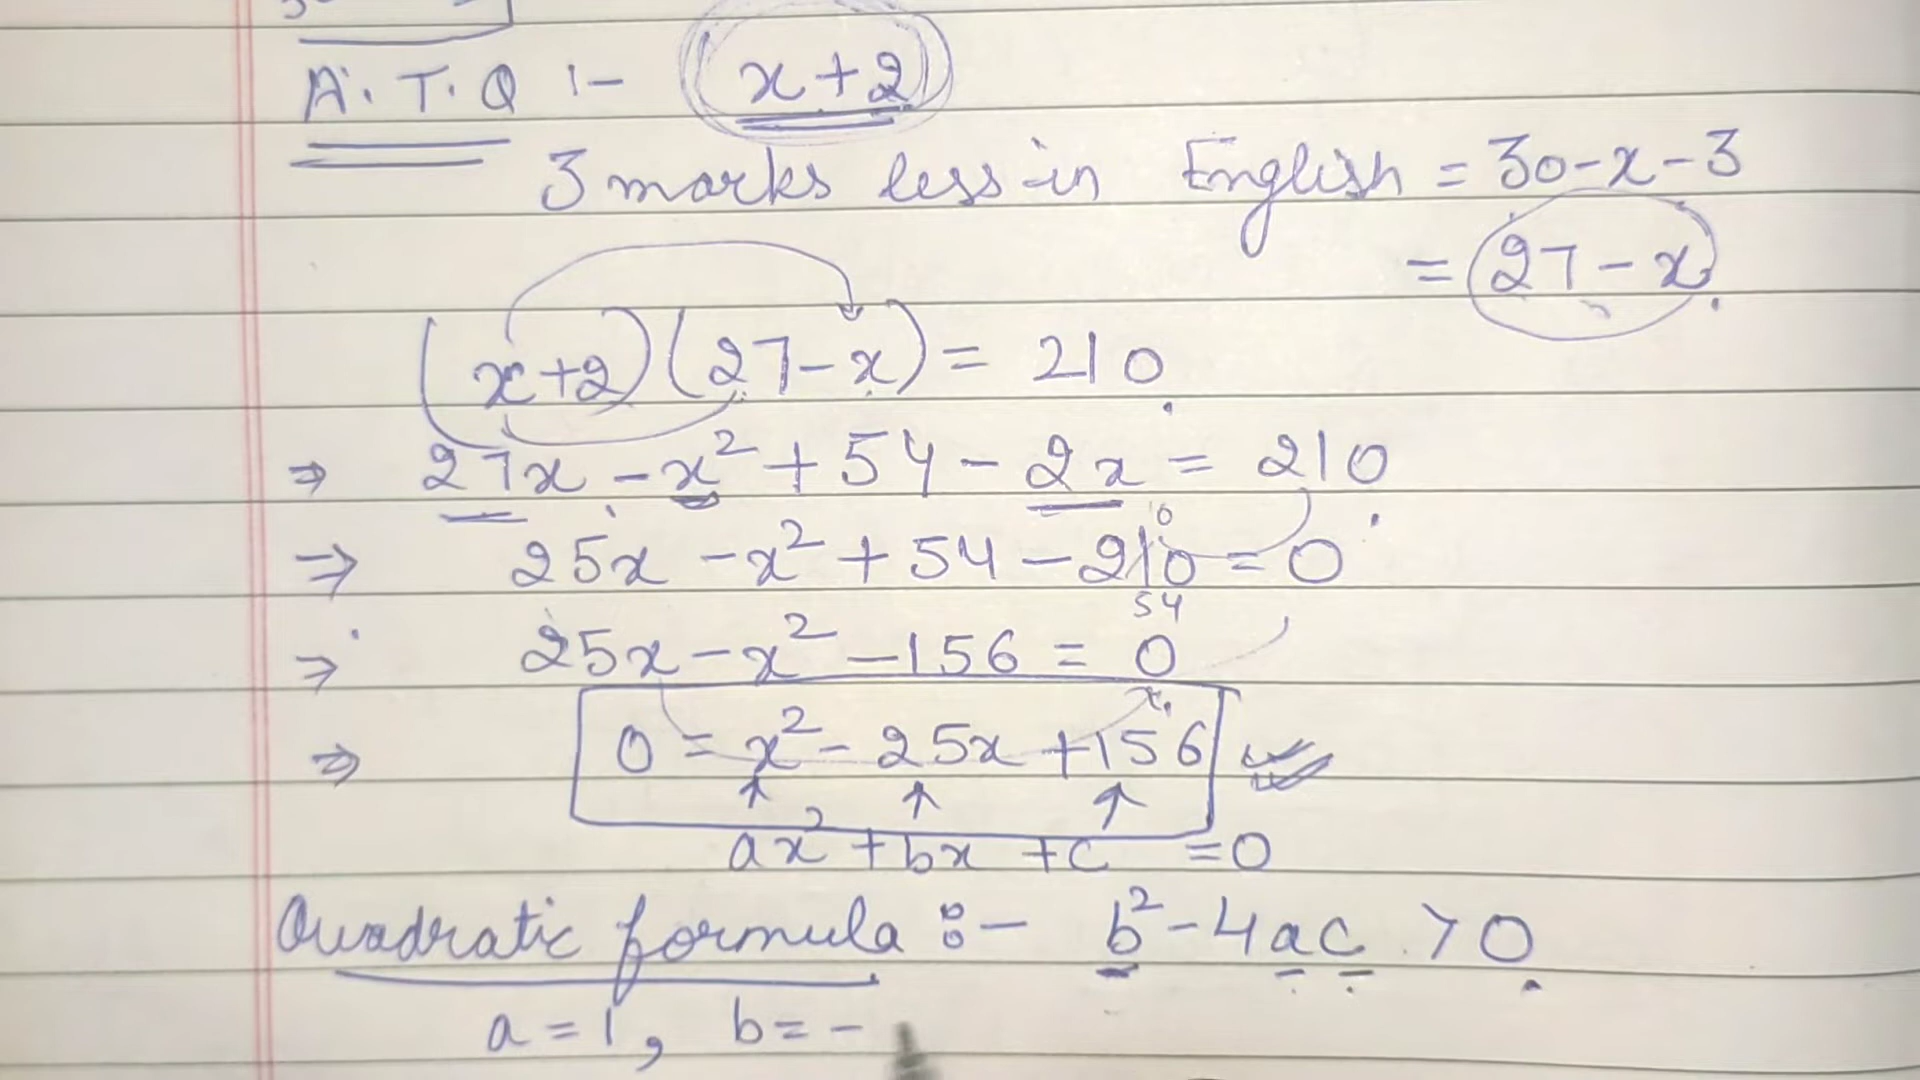 A.T.Q :- (x+2)
3 marks less in English = 30-x-3
= 27-x
(x+2)(27-x) = 210
⇒ 27x - x² + 54 - 2x = 210
⇒ 25x - x² + 54 - 210 = 0
54
⇒ 25x - x² - 156 = 0
⇒ 0 = x² - 25x + 156
ax² + bx + c = 0
Quadratic formula :- b² - 4ac > 0
a = 1, b = -